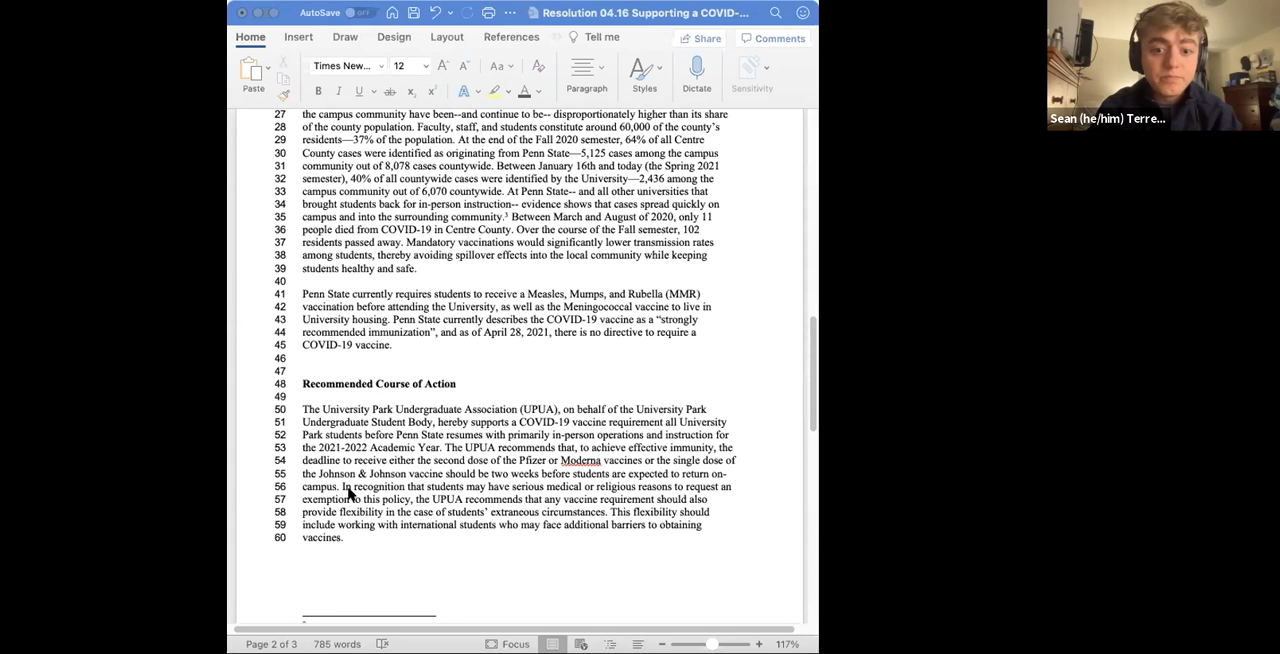 AutoSave OFF Resolution 04.16 Supporting a COVID-...
Home Insert Draw Design Layout References Tell me Share Comments
Times New... 12 A A Aa A
Paste B I U ab x₂ x² A A Paragraph Styles Dictate Sensitivity
27 the campus community have been--and continue to be-- disproportionately higher than its share
28 of the county population. Faculty, staff, and students constitute around 60,000 of the county's
29 residents—37% of the population. At the end of the Fall 2020 semester, 64% of all Centre
30 County cases were identified as originating from Penn State—5,125 cases among the campus
31 community out of 8,078 cases countywide. Between January 16th and today (the Spring 2021
32 semester), 40% of all countywide cases were identified by the University—2,436 among the
33 campus community out of 6,070 countywide. At Penn State-- and all other universities that
34 brought students back for in-person instruction-- evidence shows that cases spread quickly on
35 campus and into the surrounding community.³ Between March and August of 2020, only 11
36 people died from COVID-19 in Centre County. Over the course of the Fall semester, 102
37 residents passed away. Mandatory vaccinations would significantly lower transmission rates
38 among students, thereby avoiding spillover effects into the local community while keeping
39 students healthy and safe.
40
41 Penn State currently requires students to receive a Measles, Mumps, and Rubella (MMR)
42 vaccination before attending the University, as well as the Meningococcal vaccine to live in
43 University housing. Penn State currently describes the COVID-19 vaccine as a “strongly
44 recommended immunization”, and as of April 28, 2021, there is no directive to require a
45 COVID-19 vaccine.
46
47
48 Recommended Course of Action
49
50 The University Park Undergraduate Association (UPUA), on behalf of the University Park
51 Undergraduate Student Body, hereby supports a COVID-19 vaccine requirement all University
52 Park students before Penn State resumes with primarily in-person operations and instruction for
53 the 2021-2022 Academic Year. The UPUA recommends that, to achieve effective immunity, the
54 deadline to receive either the second dose of the Pfizer or Moderna vaccines or the single dose of
55 the Johnson & Johnson vaccine should be two weeks before students are expected to return on-
56 campus. In recognition that students may have serious medical or religious reasons to request an
57 exemption to this policy, the UPUA recommends that any vaccine requirement should also
58 provide flexibility in the case of students' extraneous circumstances. This flexibility should
59 include working with international students who may face additional barriers to obtaining
60 vaccines.
Page 2 of 3 785 words Focus 117%
Sean (he/him) Terre...